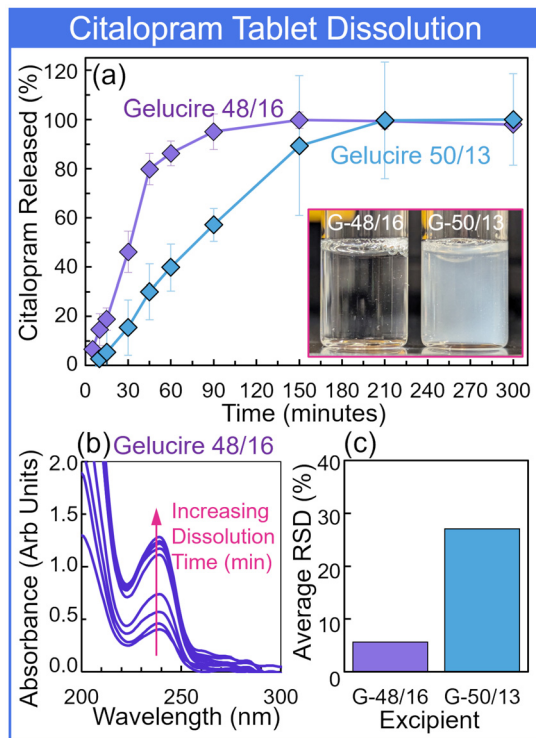 Citalopram Tablet Dissolution
(a)
Citalopram Released (%)
120
100
80
60
40
20
0
Gelucire 48/16
Gelucire 50/13
G-48/16
G-50/13
0 30 60 90 120 150 180 210 240 270 300
Time (minutes)
(b) Gelucire 48/16
Absorbance (Arb Units)
2.0
1.5
1.0
0.5
0.0
Increasing
Dissolution
Time (min)
200 250 300
Wavelength (nm)
(c)
Average RSD (%)
40
30
20
10
0
G-48/16 G-50/13
Excipient